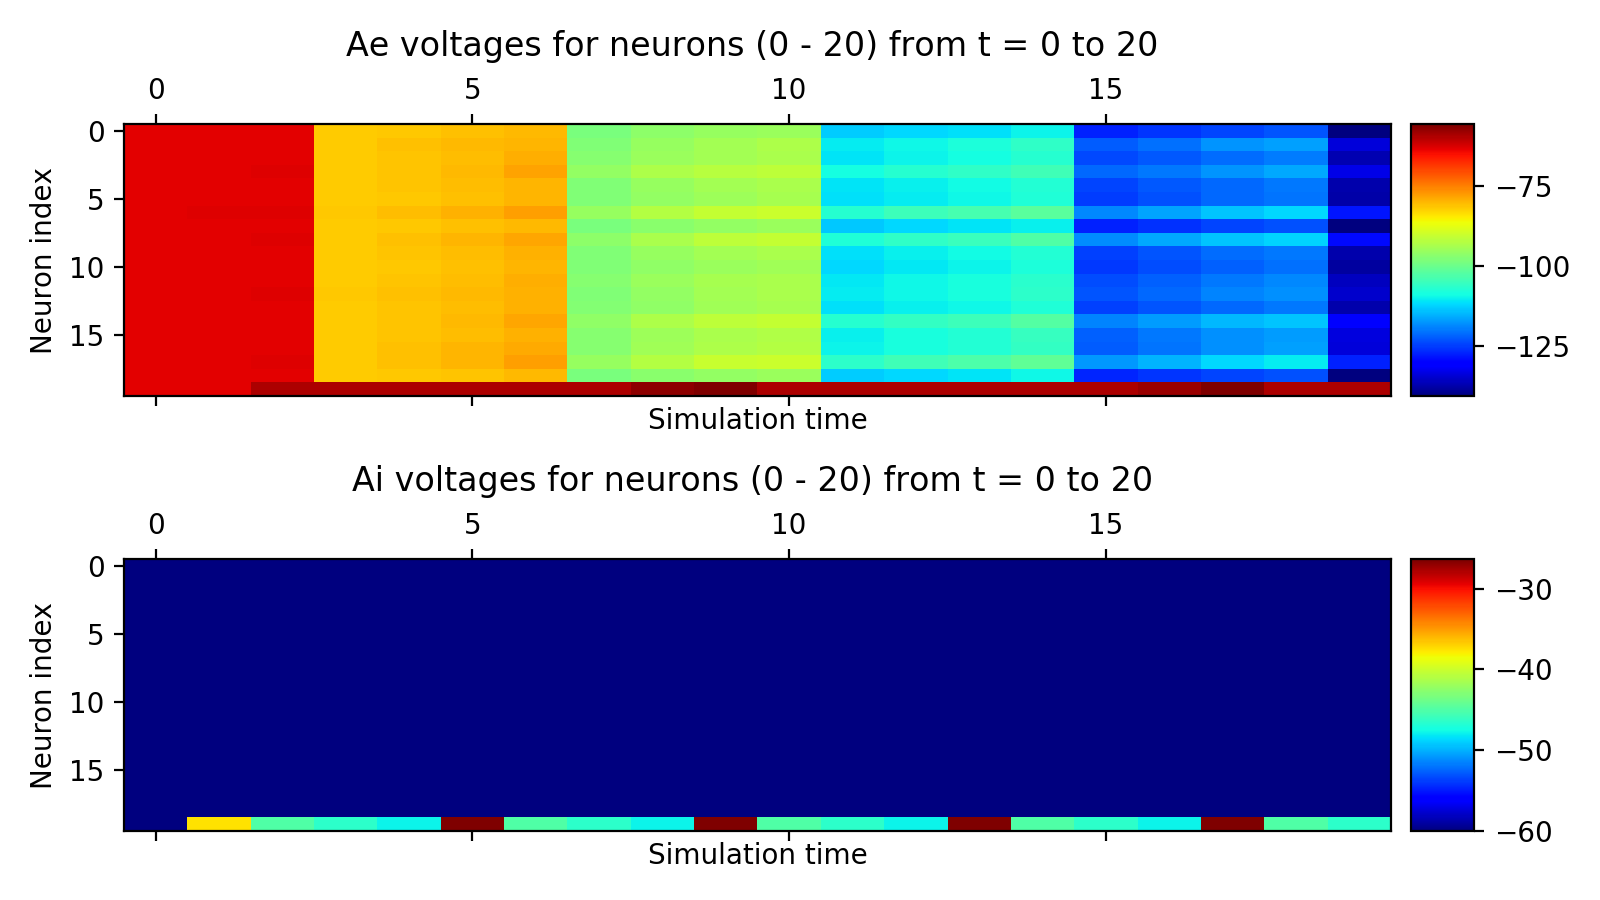 Ae voltages for neurons (0 - 20) from t = 0 to 20
0 5 10 15
0
5
10
15
Neuron index
Simulation time
−75
−100
−125
Ai voltages for neurons (0 - 20) from t = 0 to 20
0 5 10 15
0
5
10
15
Neuron index
Simulation time
−30
−40
−50
−60